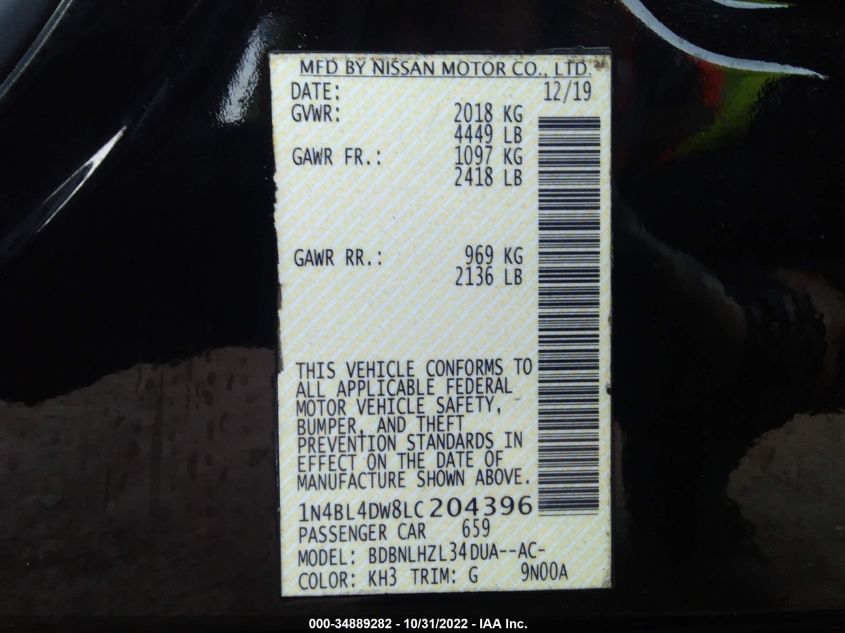 MFD BY NISSAN MOTOR CO., LTD.
DATE: 12/19
GVWR: 2018 KG
4449 LB
GAWR FR.: 1097 KG
2418 LB
GAWR RR.: 969 KG
2136 LB
THIS VEHICLE CONFORMS TO
ALL APPLICABLE FEDERAL
MOTOR VEHICLE SAFETY,
BUMPER, AND THEFT
PREVENTION STANDARDS IN
EFFECT ON THE DATE OF
MANUFACTURE SHOWN ABOVE.
1N4BL4DW8LC204396
PASSENGER CAR 659
MODEL: BDBNLHZL34DUA--AC-
COLOR: KH3 TRIM: G 9N00A
000-34889282 - 10/31/2022 - IAA Inc.